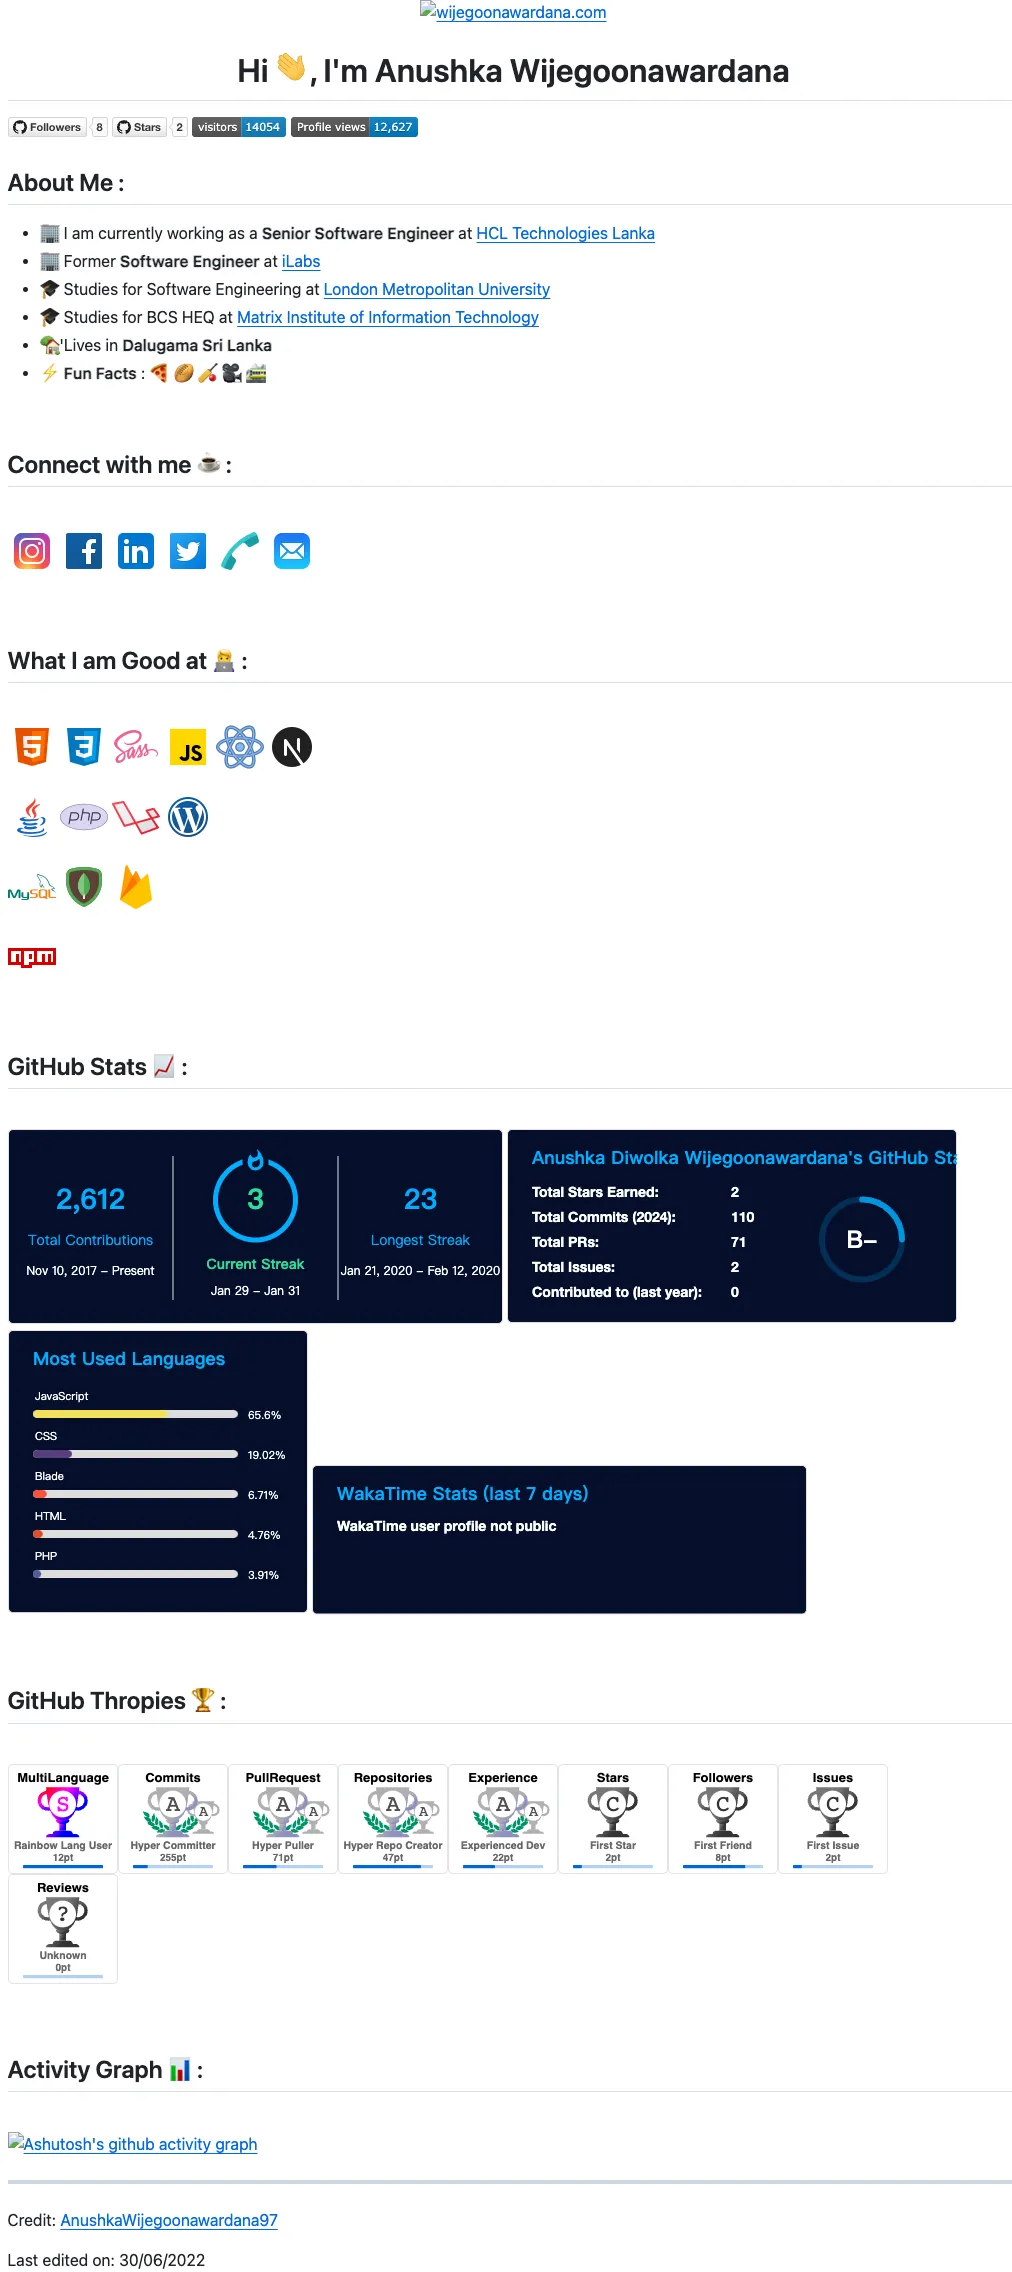 wijegoonawardana.com
Hi 👋, I'm Anushka Wijegoonawardana
Followers 8 Stars 2 visitors 14054 Profile views 12,627
About Me :
🏢 I am currently working as a Senior Software Engineer at HCL Technologies Lanka
🏢 Former Software Engineer at iLabs
🎓 Studies for Software Engineering at London Metropolitan University
🎓 Studies for BCS HEQ at Matrix Institute of Information Technology
🏡'Lives in Dalugama Sri Lanka
⚡ Fun Facts : 🍕 🏉 🏏 🎥 🚞
Connect with me ☕ :
in
What I am Good at 👨‍💻 :
5 3 Sass JS N
php
MySQL
npm
GitHub Stats 📈 :
2,612
Total Contributions
Nov 10, 2017 – Present
3
Current Streak
Jan 29 – Jan 31
23
Longest Streak
Jan 21, 2020 – Feb 12, 2020
Anushka Diwolka Wijegoonawardana's GitHub Sta
Total Stars Earned: 2
Total Commits (2024): 110
Total PRs: 71
Total Issues: 2
Contributed to (last year): 0
B–
Most Used Languages
JavaScript
65.6%
CSS
19.02%
Blade
6.71%
HTML
4.76%
PHP
3.91%
WakaTime Stats (last 7 days)
WakaTime user profile not public
GitHub Thropies 🏆 :
MultiLanguage
S
Rainbow Lang User
12pt
Commits
A A
Hyper Committer
255pt
PullRequest
A A
Hyper Puller
71pt
Repositories
A A
Hyper Repo Creator
47pt
Experience
A A
Experienced Dev
22pt
Stars
C
First Star
2pt
Followers
C
First Friend
8pt
Issues
C
First Issue
2pt
Reviews
?
Unknown
0pt
Activity Graph 📊 :
Ashutosh's github activity graph
Credit: AnushkaWijegoonawardana97
Last edited on: 30/06/2022